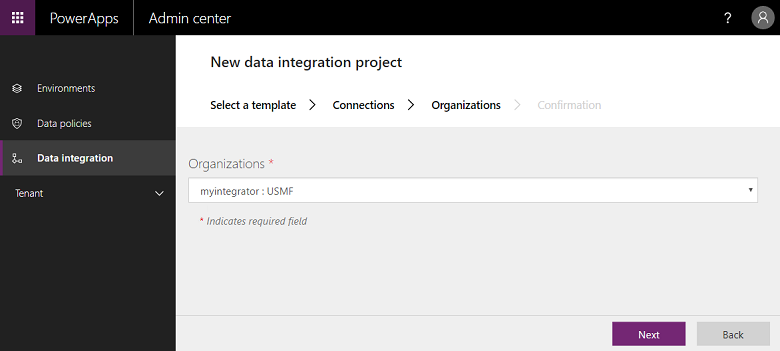 PowerApps Admin center ?
New data integration project
Select a template > Connections > Organizations > Confirmation
Environments
Data policies
Data integration
Tenant
Organizations *
myintegrator : USMF
* Indicates required field
Next Back